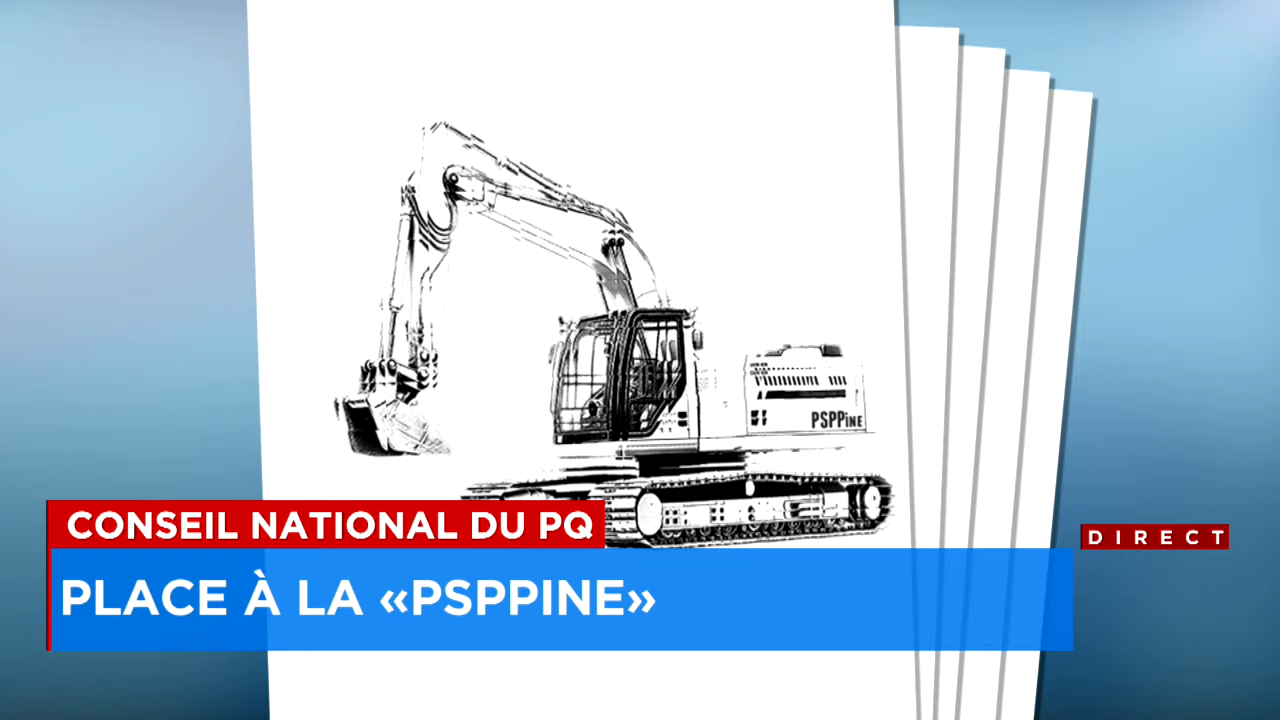 PSPPINE
CONSEIL NATIONAL DU PQ
DIRECT
PLACE À LA «PSPPINE»